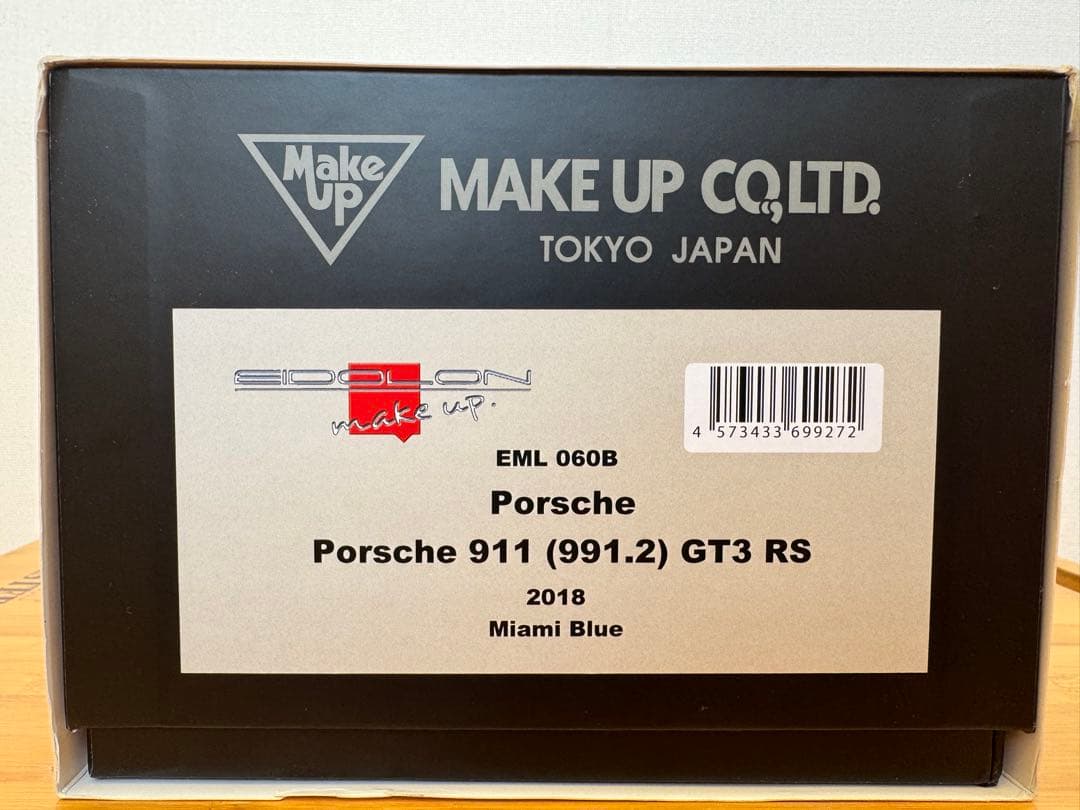 Make Up
MAKE UP CO., LTD.
TOKYO JAPAN
EIDOLON
make up.
4 573433 699272
EML 060B
Porsche
Porsche 911 (991.2) GT3 RS
2018
Miami Blue